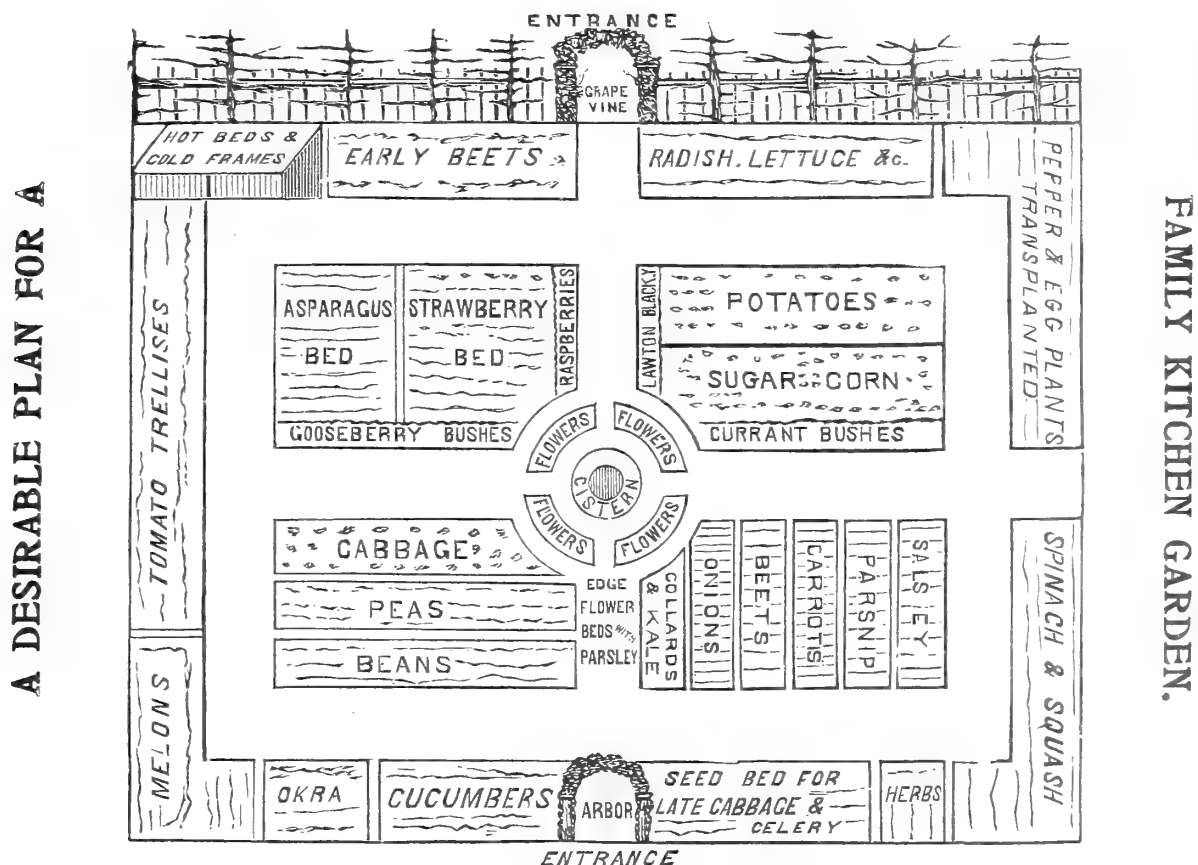 ENTRANCE
GRAPE
VINE
HOT BEDS &
COLD FRAMES
EARLY BEETS
RADISH. LETTUCE &c.
PEPPER & EGG PLANTS
TRANSPLANTED
A DESIRABLE PLAN FOR A
FAMILY KITCHEN GARDEN.
TOMATO TRELLISES
ASPARAGUS
BED
STRAWBERRY
BED
RASPBERRIES
GOOSEBERRY BUSHES
LAWTON BLACK.Y
POTATOES
SUGAR CORN
CURRANT BUSHES
FLOWERS
FLOWERS
CISTERN
FLOWERS
FLOWERS
CABBAGE
PEAS
BEANS
EDGE
FLOWER
BEDS WITH
PARSLEY
COLLARDS
& KALE
ONIONS
BEETS
CARROTS
PARSNIP
SALSEY
SPINACH & SQUASH
MELONS
OKRA
CUCUMBERS
ARBOR
SEED BED FOR
LATE CABBAGE &
CELERY
HERBS
ENTRANCE